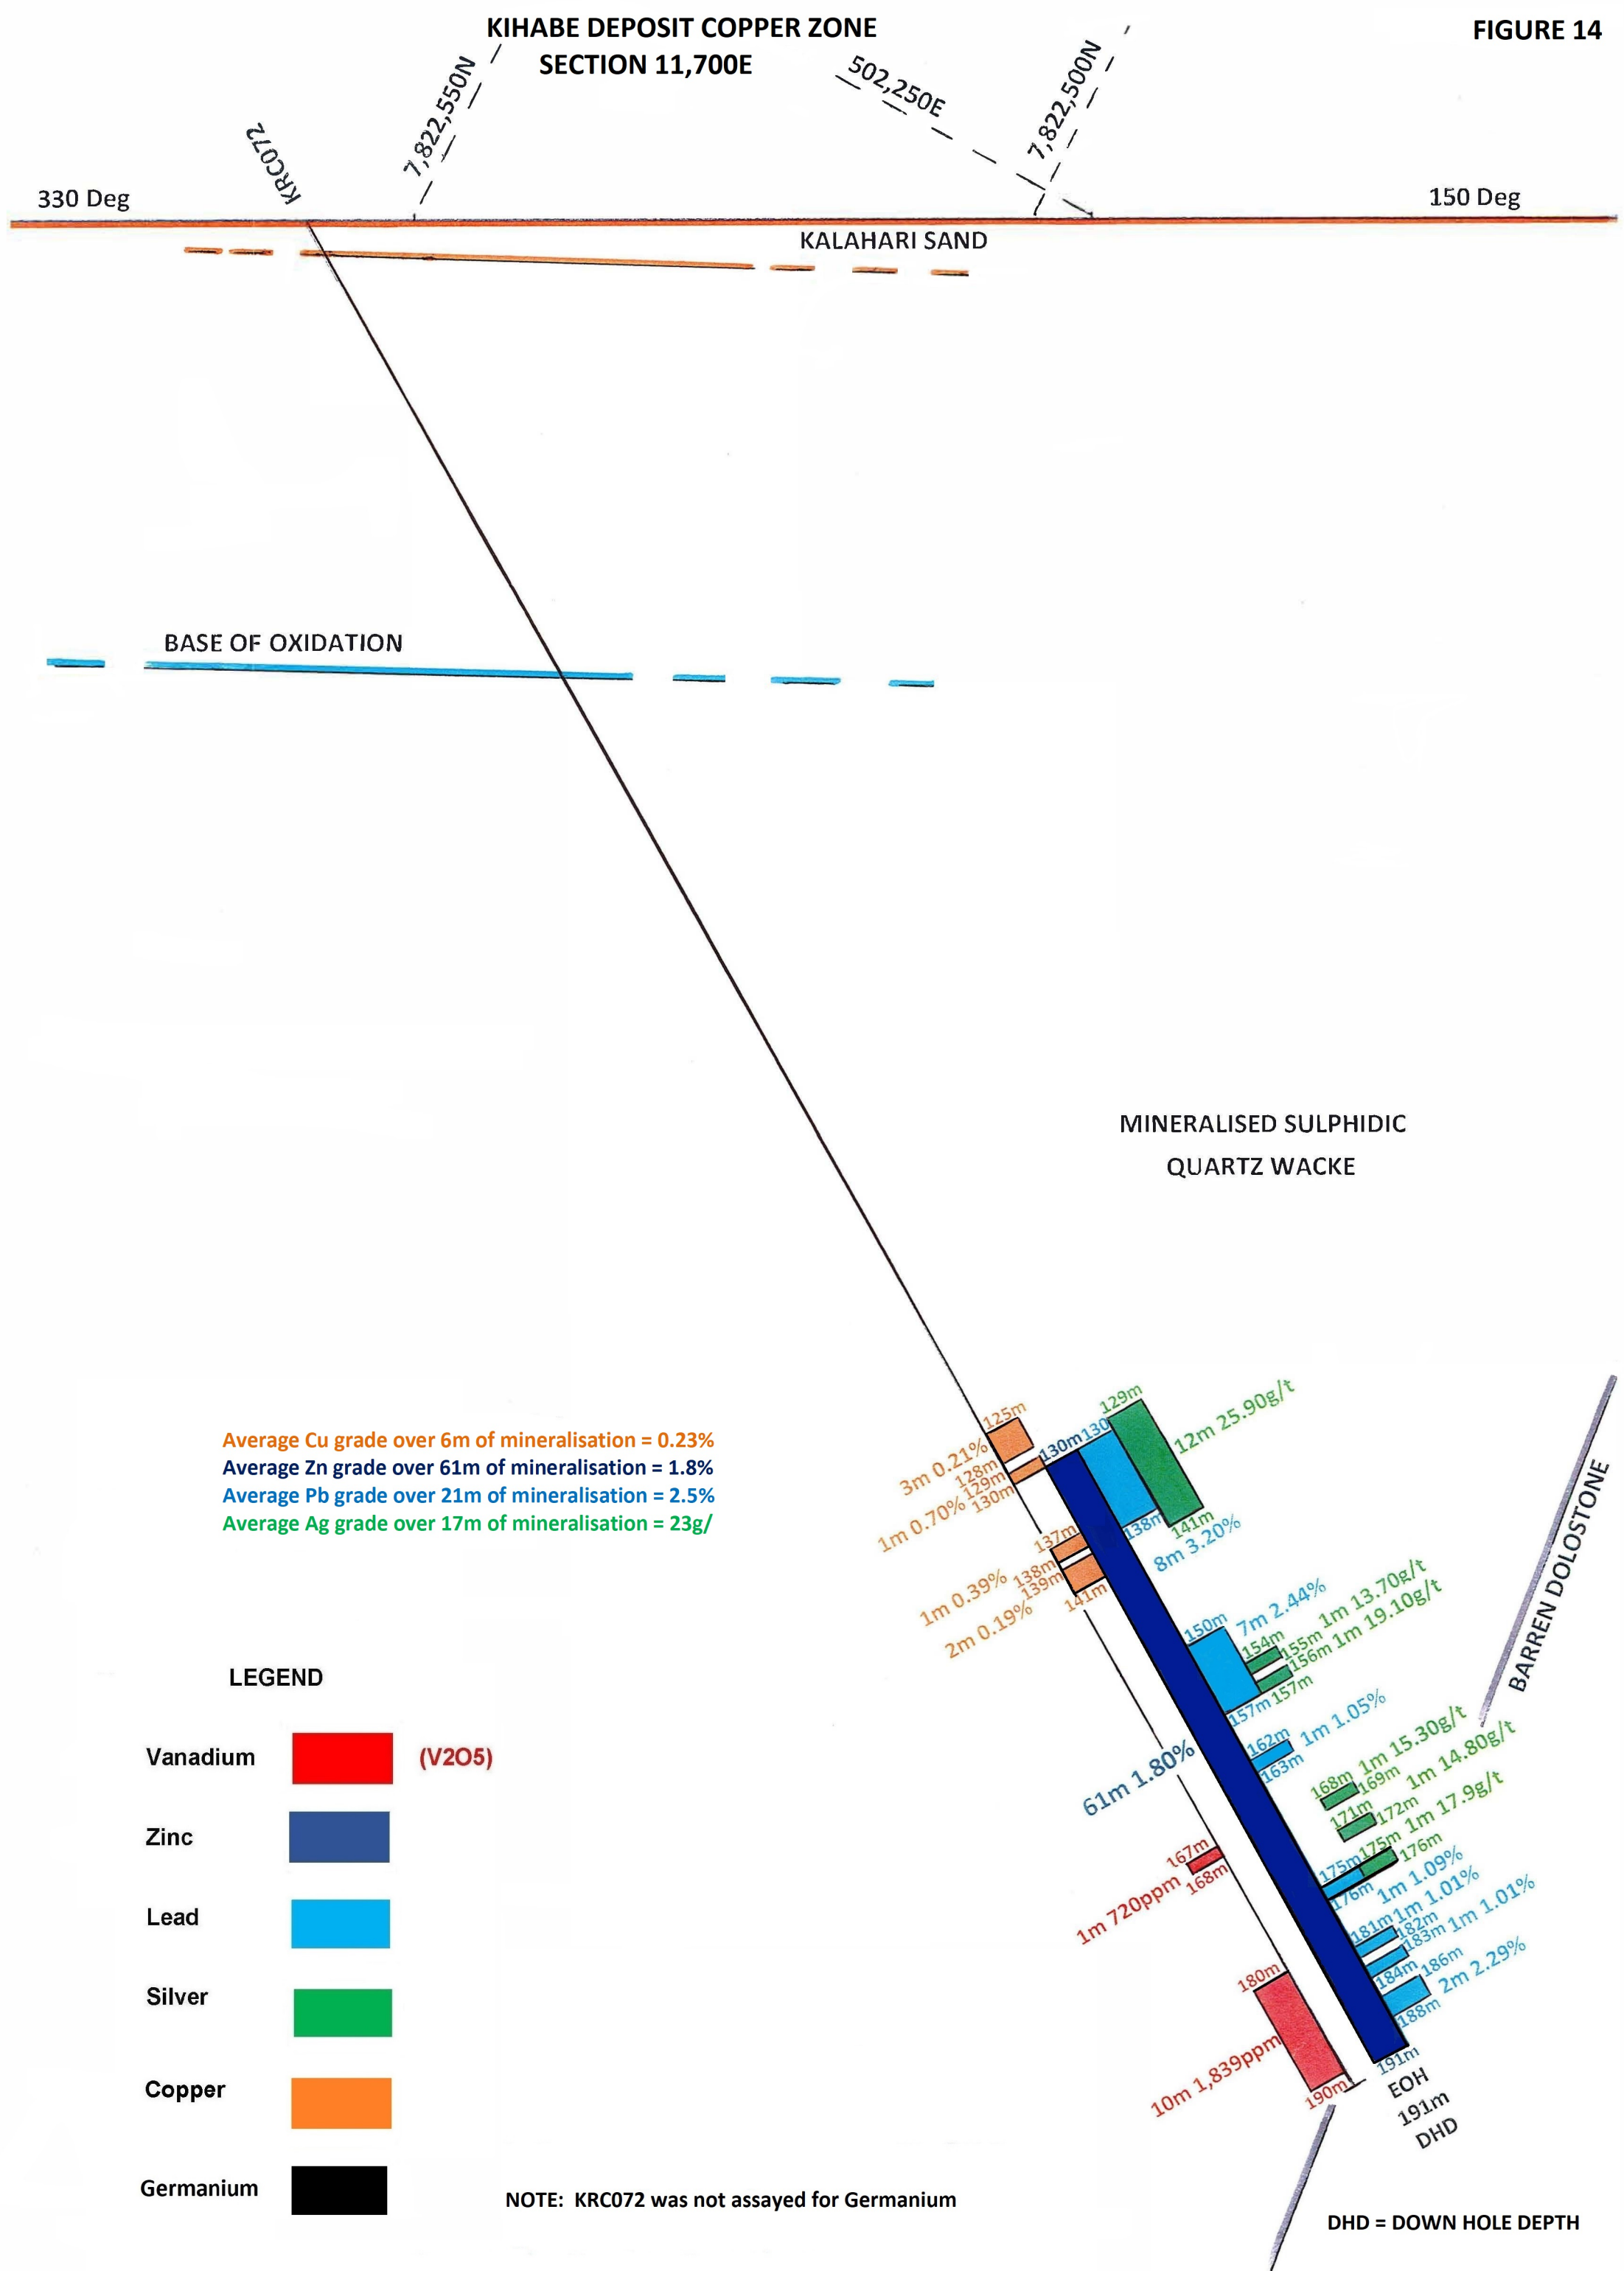 KIHABE DEPOSIT COPPER ZONE
SECTION 11,700E
FIGURE 14
KRC072
7,822,550N
502,250E
7,822,500N
330 Deg
150 Deg
KALAHARI SAND
BASE OF OXIDATION
MINERALISED SULPHIDIC
QUARTZ WACKE
Average Cu grade over 6m of mineralisation = 0.23%
Average Zn grade over 61m of mineralisation = 1.8%
Average Pb grade over 21m of mineralisation = 2.5%
Average Ag grade over 17m of mineralisation = 23g/
125m
3m 0.21%
128m
129m
1m 0.70%
130m
130m
130
129m
12m 25.90g/t
137m
138m
1m 0.39%
139m
2m 0.19%
141m
138m
141m
8m 3.20%
150m
7m 2.44%
154m
155m
1m 13.70g/t
156m
1m 19.10g/t
157m
157m
162m
1m 1.05%
163m
61m 1.80%
BARREN DOLOSTONE
168m
1m 15.30g/t
169m
171m
1m 14.80g/t
172m
175m
175m
1m 17.9g/t
176m
176m
1m 1.09%
167m
168m
1m 720ppm
181m
1m 1.01%
182m
183m
1m 1.01%
184m
186m
2m 2.29%
188m
180m
10m 1,839ppm
190m
191m
EOH
191m
DHD
LEGEND
Vanadium
(V2O5)
Zinc
Lead
Silver
Copper
Germanium
NOTE: KRC072 was not assayed for Germanium
DHD = DOWN HOLE DEPTH